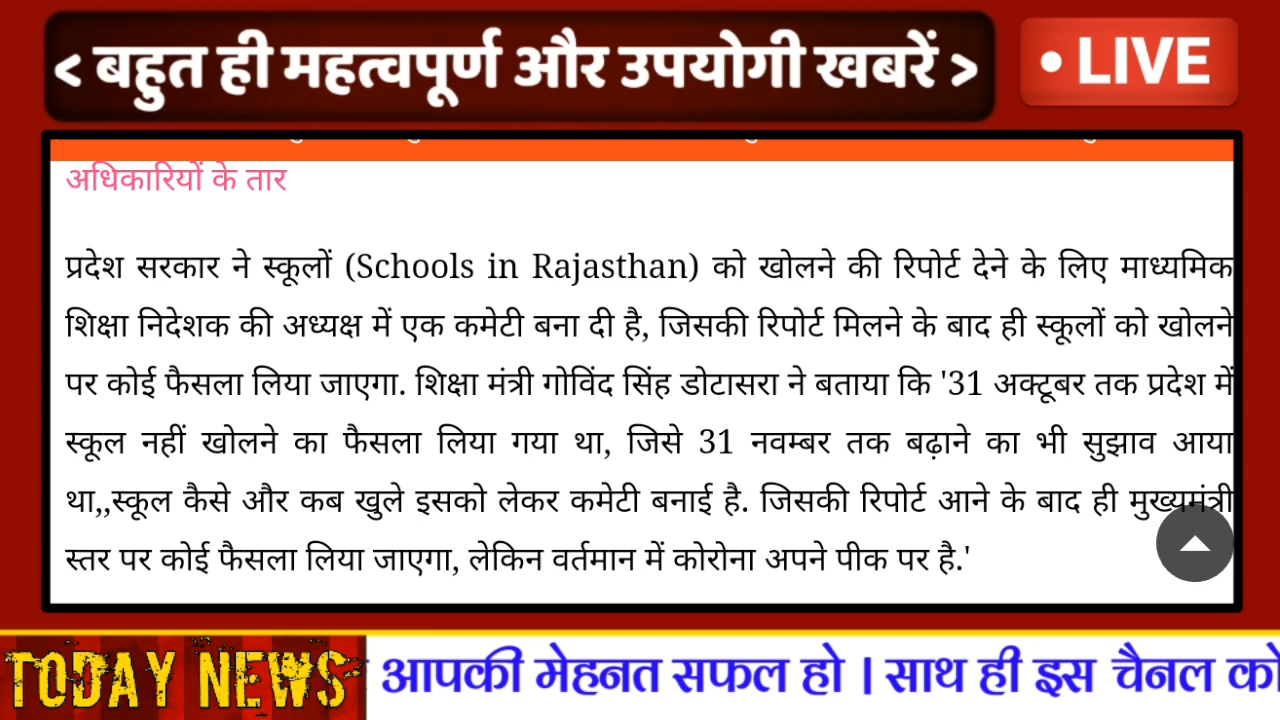 < बहुत ही महत्वपूर्ण और उपयोगी खबरें >
• LIVE
अधिकारियों के तार
प्रदेश सरकार ने स्कूलों (Schools in Rajasthan) को खोलने की रिपोर्ट देने के लिए माध्यमिक
शिक्षा निदेशक की अध्यक्ष में एक कमेटी बना दी है, जिसकी रिपोर्ट मिलने के बाद ही स्कूलों को खोलने
पर कोई फैसला लिया जाएगा. शिक्षा मंत्री गोविंद सिंह डोटासरा ने बताया कि '31 अक्टूबर तक प्रदेश में
स्कूल नहीं खोलने का फैसला लिया गया था, जिसे 31 नवम्बर तक बढ़ाने का भी सुझाव आया
था,,स्कूल कैसे और कब खुले इसको लेकर कमेटी बनाई है. जिसकी रिपोर्ट आने के बाद ही मुख्यमंत्री
स्तर पर कोई फैसला लिया जाएगा, लेकिन वर्तमान में कोरोना अपने पीक पर है.'
TODAY NEWS
आपकी मेहनत सफल हो । साथ ही इस चैनल को